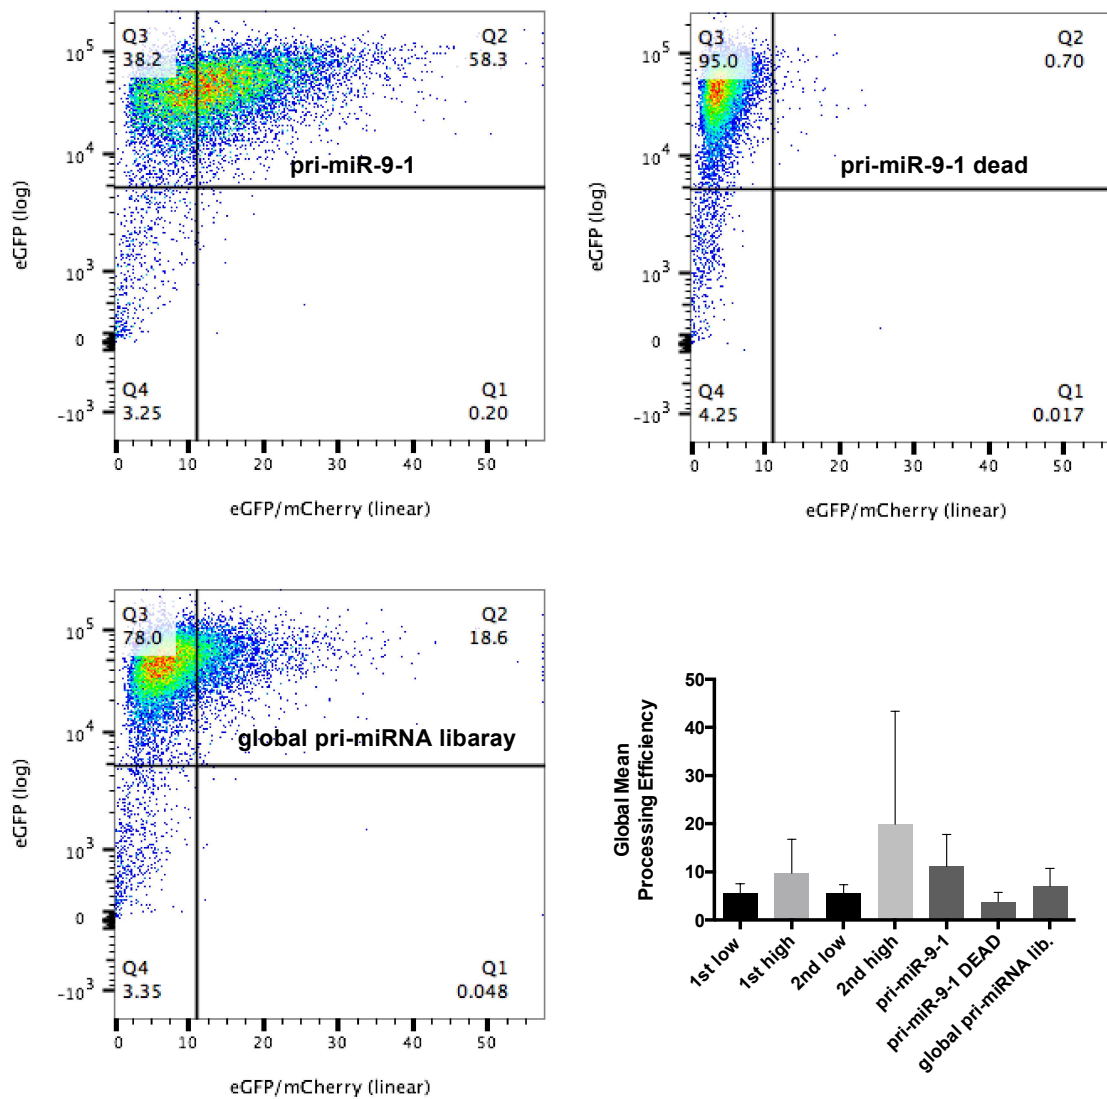 Q3
38.2
Q2
58.3
10^5
10^4
10^3
0
-10^3
eGFP (log)
pri-miR-9-1
Q4
3.25
Q1
0.20
0 10 20 30 40 50
eGFP/mCherry (linear)
Q3
95.0
Q2
0.70
10^5
10^4
10^3
0
-10^3
eGFP (log)
pri-miR-9-1 dead
Q4
4.25
Q1
0.017
0 10 20 30 40 50
eGFP/mCherry (linear)
Q3
78.0
Q2
18.6
10^5
10^4
10^3
0
-10^3
eGFP (log)
global pri-miRNA libaray
Q4
3.35
Q1
0.048
0 10 20 30 40 50
eGFP/mCherry (linear)
Global Mean
Processing Efficiency
50
40
30
20
10
0
1st low
1st high
2nd low
2nd high
pri-miR-9-1
pri-miR-9-1 DEAD
global pri-miRNA lib.